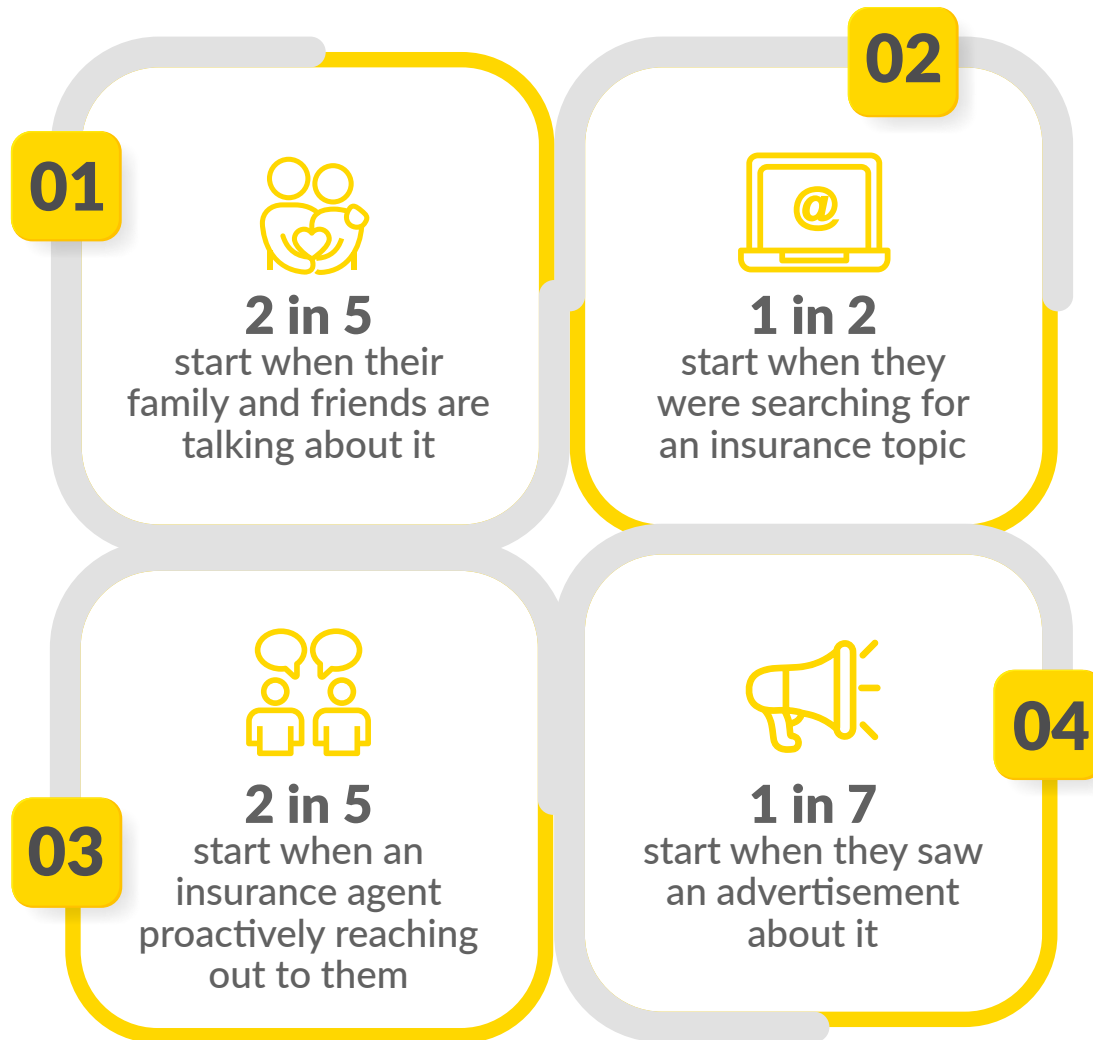 01
2 in 5
start when their
family and friends are
talking about it
02
@
1 in 2
start when they
were searching for
an insurance topic
03
2 in 5
start when an
insurance agent
proactively reaching
out to them
04
1 in 7
start when they saw
an advertisement
about it